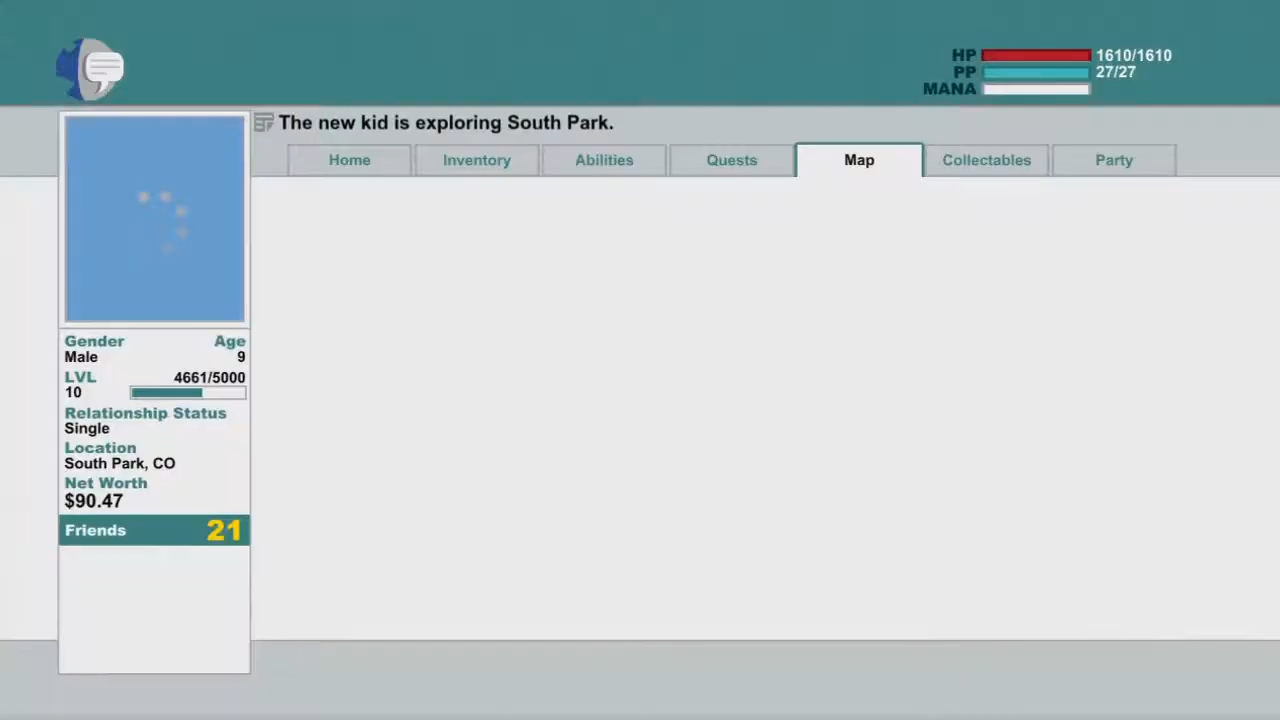 HP 1610/1610
PP 27/27
MANA
The new kid is exploring South Park.
Home Inventory Abilities Quests Map Collectables Party
Gender Age
Male 9
LVL 4661/5000
10
Relationship Status
Single
Location
South Park, CO
Net Worth
$90.47
Friends 21